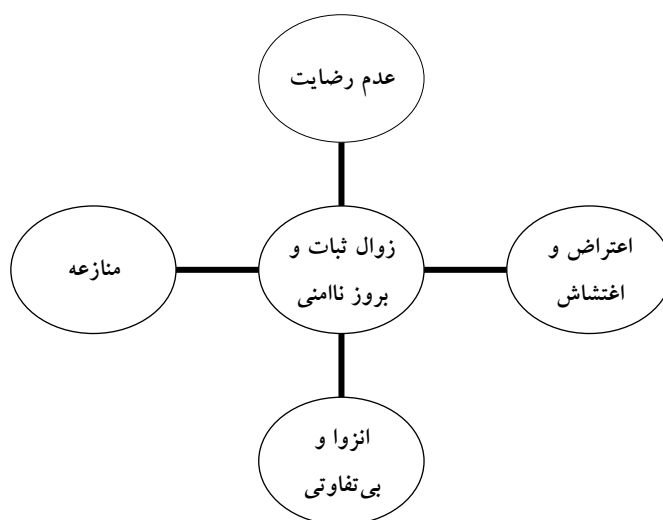 عدم رضایت
اعتراض و
اغتشاش
زوال ثبات و
بروز ناامنی
منازعه
انزوا و
بی‌تفاوتی